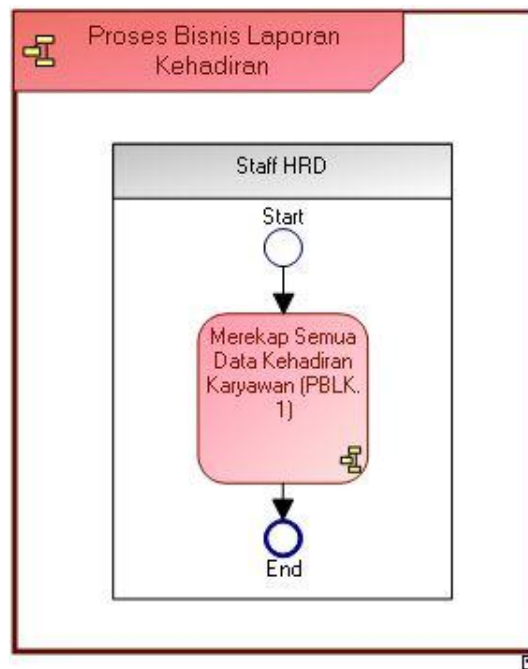 Proses Bisnis Laporan
Kehadiran
Staff HRD
Start
Merekap Semua
Data Kehadiran
Karyawan (PBLK.
1)
End